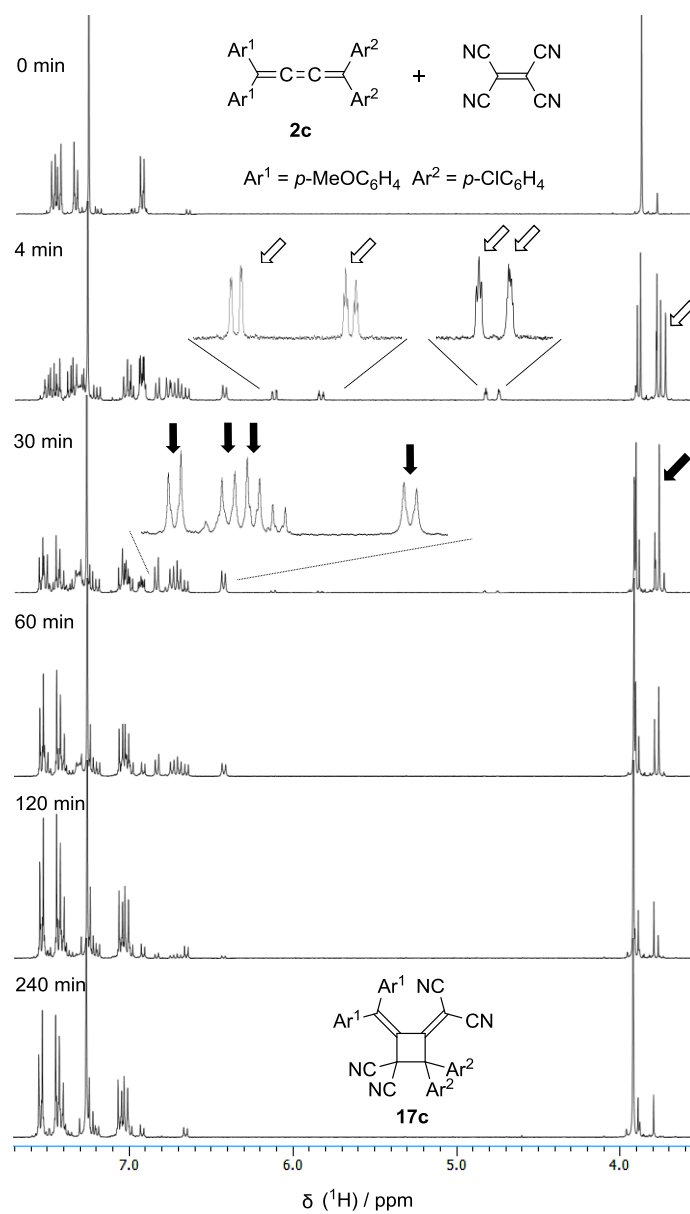 0 min
Ar1 Ar2
C C
Ar1 Ar2
2c
+
NC CN
NC CN
Ar1 = p-MeOC6H4 Ar2 = p-ClC6H4
4 min
30 min
60 min
120 min
240 min
Ar1 NC
Ar1 CN
NC Ar2
NC Ar2
17c
7.0 6.0 5.0 4.0
δ (1H) / ppm